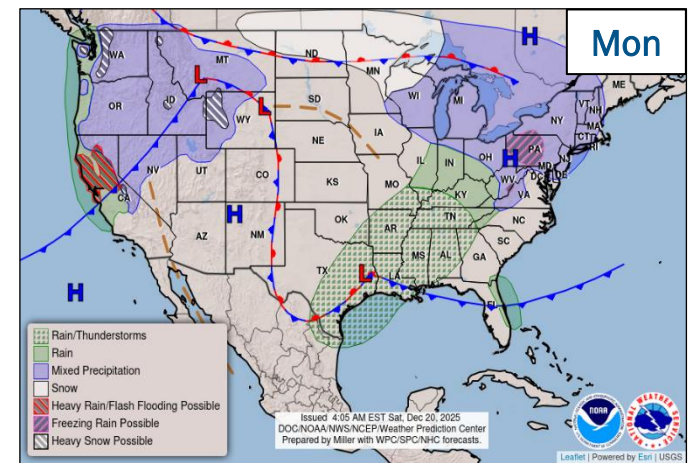 Mon
H
WA
MT
ND
MN
ME
L
OR
ID
WY
SD
WI
MI
VT
NH
NY
MA
CT
RI
L
IA
NE
PA
NJ
H
OH
IN
IL
MD
DE
DC
WV
VA
NV
UT
CO
KS
MO
KY
CA
H
AZ
NM
OK
AR
TN
NC
SC
MS
AL
GA
TX
L
LA
FL
H
Rain/Thunderstorms
Rain
Mixed Precipitation
Snow
Heavy Rain/Flash Flooding Possible
Freezing Rain Possible
Heavy Snow Possible
Issued 4:05 AM EST Sat, Dec 20, 2025
DOC/NOAA/NWS/NCEP/Weather Prediction Center
Prepared by Miller with WPC/SPC/NHC forecasts.
NOAA
NATIONAL WEATHER SERVICE
Leaflet | Powered by Esri | USGS